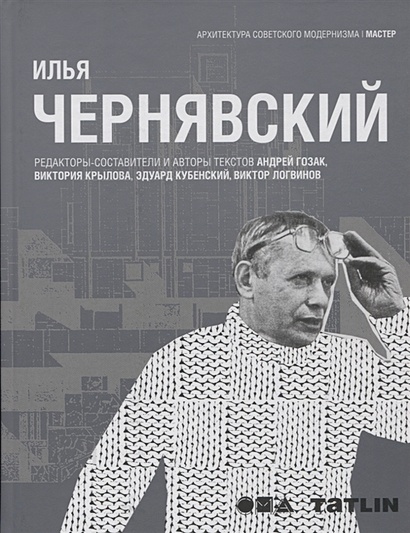 АРХИТЕКТУРА СОВЕТСКОГО МОДЕРНИЗМА | МАСТЕР
ИЛЬЯ
ЧЕРНЯВСКИЙ
РЕДАКТОРЫ-СОСТАВИТЕЛИ И АВТОРЫ ТЕКСТОВ АНДРЕЙ ГОЗАК,
ВИКТОРИЯ КРЫЛОВА, ЭДУАРД КУБЕНСКИЙ, ВИКТОР ЛОГВИНОВ
ОМА TATLIN